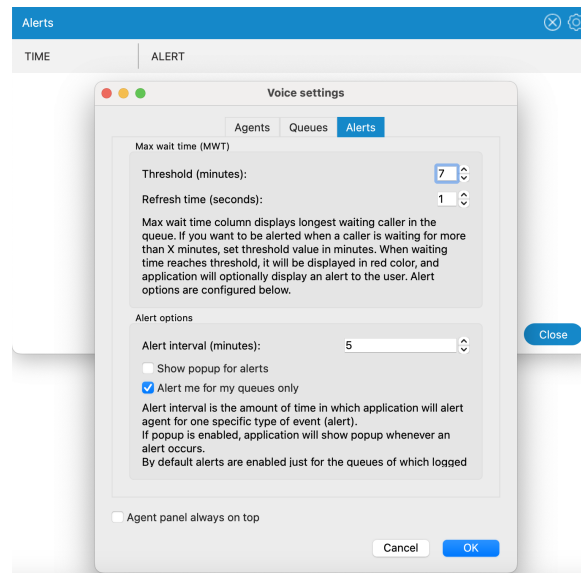 Alerts
TIME
ALERT
Voice settings
Agents
Queues
Alerts
Max wait time (MWT)
Threshold (minutes):
7
Refresh time (seconds):
1
Max wait time column displays longest waiting caller in the
queue. If you want to be alerted when a caller is waiting for more
than X minutes, set threshold value in minutes. When waiting
time reaches threshold, it will be displayed in red color, and
application will optionally display an alert to the user. Alert
options are configured below.
Alert options
Alert interval (minutes):
5
Show popup for alerts
Alert me for my queues only
Alert interval is the amount of time in which application will alert
agent for one specific type of event (alert).
If popup is enabled, application will show popup whenever an
alert occurs.
By default alerts are enabled just for the queues of which logged
Close
Agent panel always on top
Cancel
OK